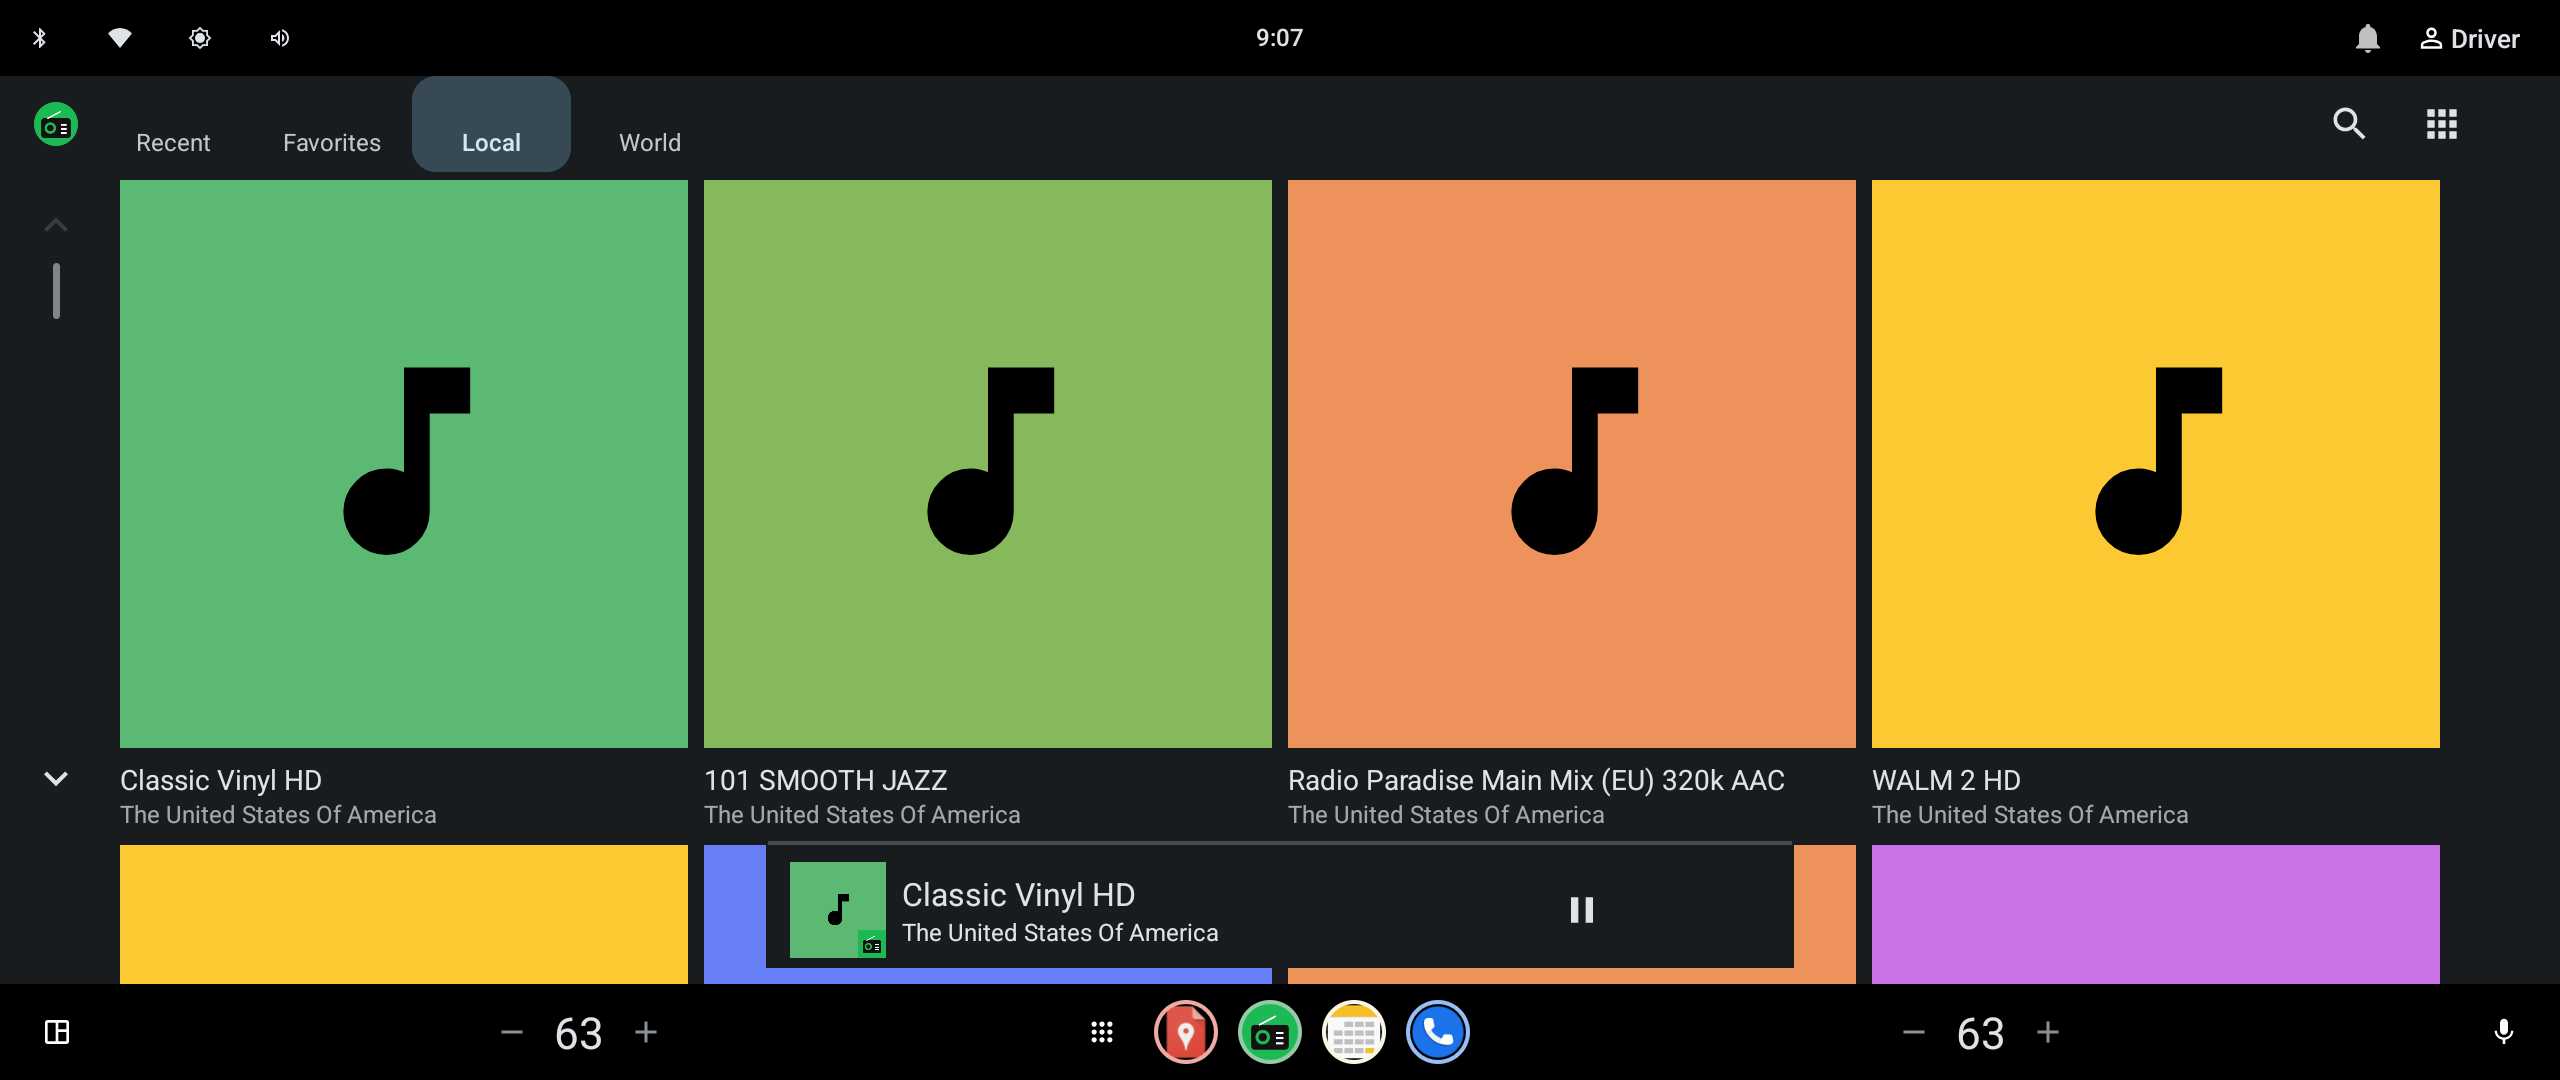 9:07
Driver
Recent
Favorites
Local
World
Classic Vinyl HD
The United States Of America
101 SMOOTH JAZZ
The United States Of America
Radio Paradise Main Mix (EU) 320k AAC
The United States Of America
WALM 2 HD
The United States Of America
Classic Vinyl HD
The United States Of America
63
63